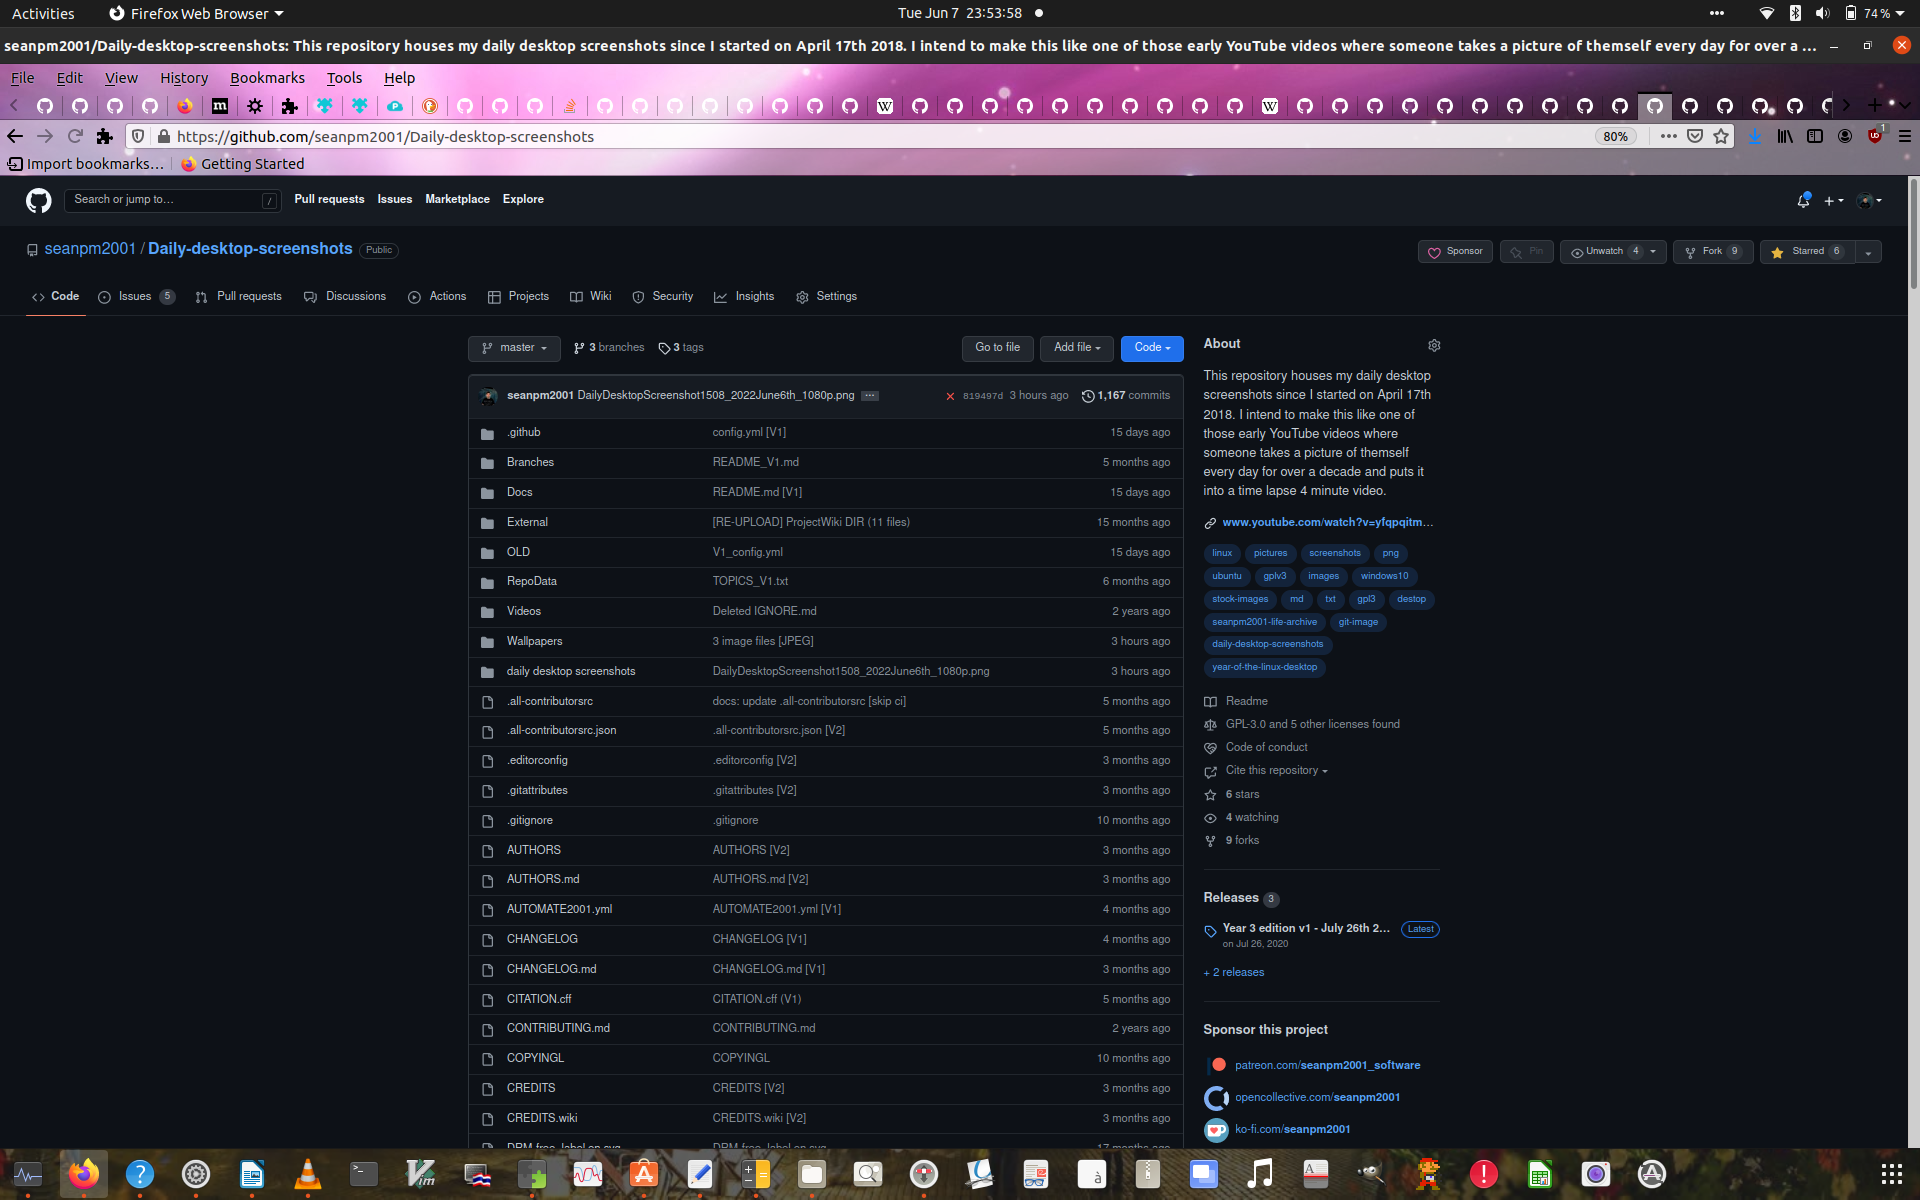 Activities Firefox Web Browser Tue Jun 7 23:53:58 74 %
seanpm2001/Daily-desktop-screenshots: This repository houses my daily desktop screenshots since I started on April 17th 2018. I intend to make this like one of those early YouTube videos where someone takes a picture of themself every day for over a ...
File Edit View History Bookmarks Tools Help
https://github.com/seanpm2001/Daily-desktop-screenshots 80% 1
Import bookmarks... Getting Started
Search or jump to... / Pull requests Issues Marketplace Explore
seanpm2001 / Daily-desktop-screenshots Public Sponsor Pin Unwatch 4 Fork 9 Starred 6
Code Issues 5 Pull requests Discussions Actions Projects Wiki Security Insights Settings
master 3 branches 3 tags Go to file Add file Code
seanpm2001 DailyDesktopScreenshot1508_2022June6th_1080p.png ... 819497d 3 hours ago 1,167 commits
.github config.yml [V1] 15 days ago
Branches README_V1.md 5 months ago
Docs README.md [V1] 15 days ago
External [RE-UPLOAD] ProjectWiki DIR (11 files) 15 months ago
OLD V1_config.yml 15 days ago
RepoData TOPICS_V1.txt 6 months ago
Videos Deleted IGNORE.md 2 years ago
Wallpapers 3 image files [JPEG] 3 hours ago
daily desktop screenshots DailyDesktopScreenshot1508_2022June6th_1080p.png 3 hours ago
.all-contributorsrc docs: update .all-contributorsrc [skip ci] 5 months ago
.all-contributorsrc.json .all-contributorsrc.json [V2] 5 months ago
.editorconfig .editorconfig [V2] 3 months ago
.gitattributes .gitattributes [V2] 3 months ago
.gitignore .gitignore 10 months ago
AUTHORS AUTHORS [V2] 3 months ago
AUTHORS.md AUTHORS.md [V2] 3 months ago
AUTOMATE2001.yml AUTOMATE2001.yml [V1] 4 months ago
CHANGELOG CHANGELOG [V1] 4 months ago
CHANGELOG.md CHANGELOG.md [V1] 3 months ago
CITATION.cff CITATION.cff (V1) 5 months ago
CONTRIBUTING.md CONTRIBUTING.md 2 years ago
COPYINGL COPYINGL 10 months ago
CREDITS CREDITS [V2] 3 months ago
CREDITS.wiki CREDITS.wiki [V2] 3 months ago
DRM-free_label.en.svg DRM-free_label.en.svg 17 months ago
About
This repository houses my daily desktop
screenshots since I started on April 17th
2018. I intend to make this like one of
those early YouTube videos where
someone takes a picture of themself
every day for over a decade and puts it
into a time lapse 4 minute video.
www.youtube.com/watch?v=yfqpqitm...
linux pictures screenshots png
ubuntu gplv3 images windows10
stock-images md txt gpl3 destop
seanpm2001-life-archive git-image
daily-desktop-screenshots
year-of-the-linux-desktop
Readme
GPL-3.0 and 5 other licenses found
Code of conduct
Cite this repository
6 stars
4 watching
9 forks
Releases 3
Year 3 edition v1 - July 26th 2... Latest
on Jul 26, 2020
+ 2 releases
Sponsor this project
patreon.com/seanpm2001_software
opencollective.com/seanpm2001
ko-fi.com/seanpm2001